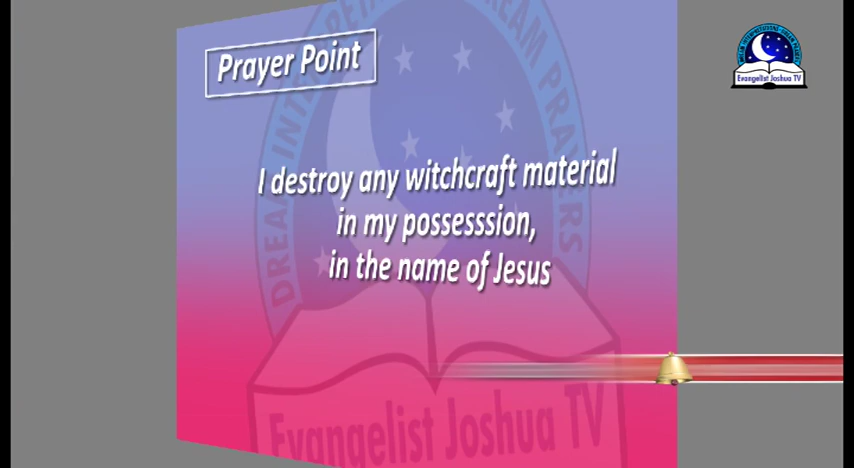 Prayer Point
I destroy any witchcraft material
in my possesssion,
in the name of Jesus
Evangelist Joshua TV
Evangelist Joshua TV